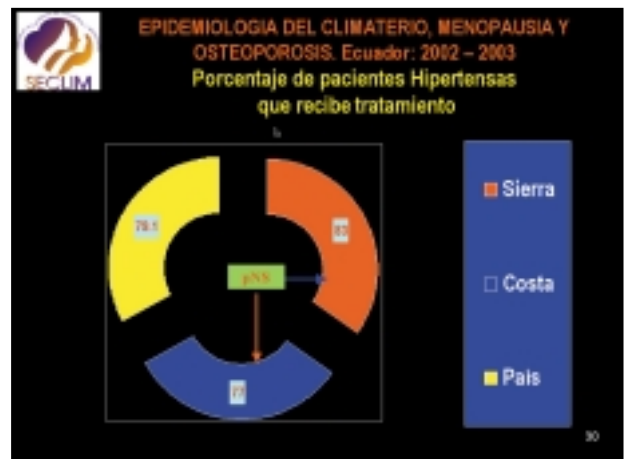 EPIDEMIOLOGIA DEL CLIMATERIO, MENOPAUSIA Y
OSTEOPOROSIS. Ecuador: 2002 – 2003
Porcentaje de pacientes Hipertensas
que recibe tratamiento
SECLIM
%
79.1
83
pNS
77
Sierra
Costa
Pais
30